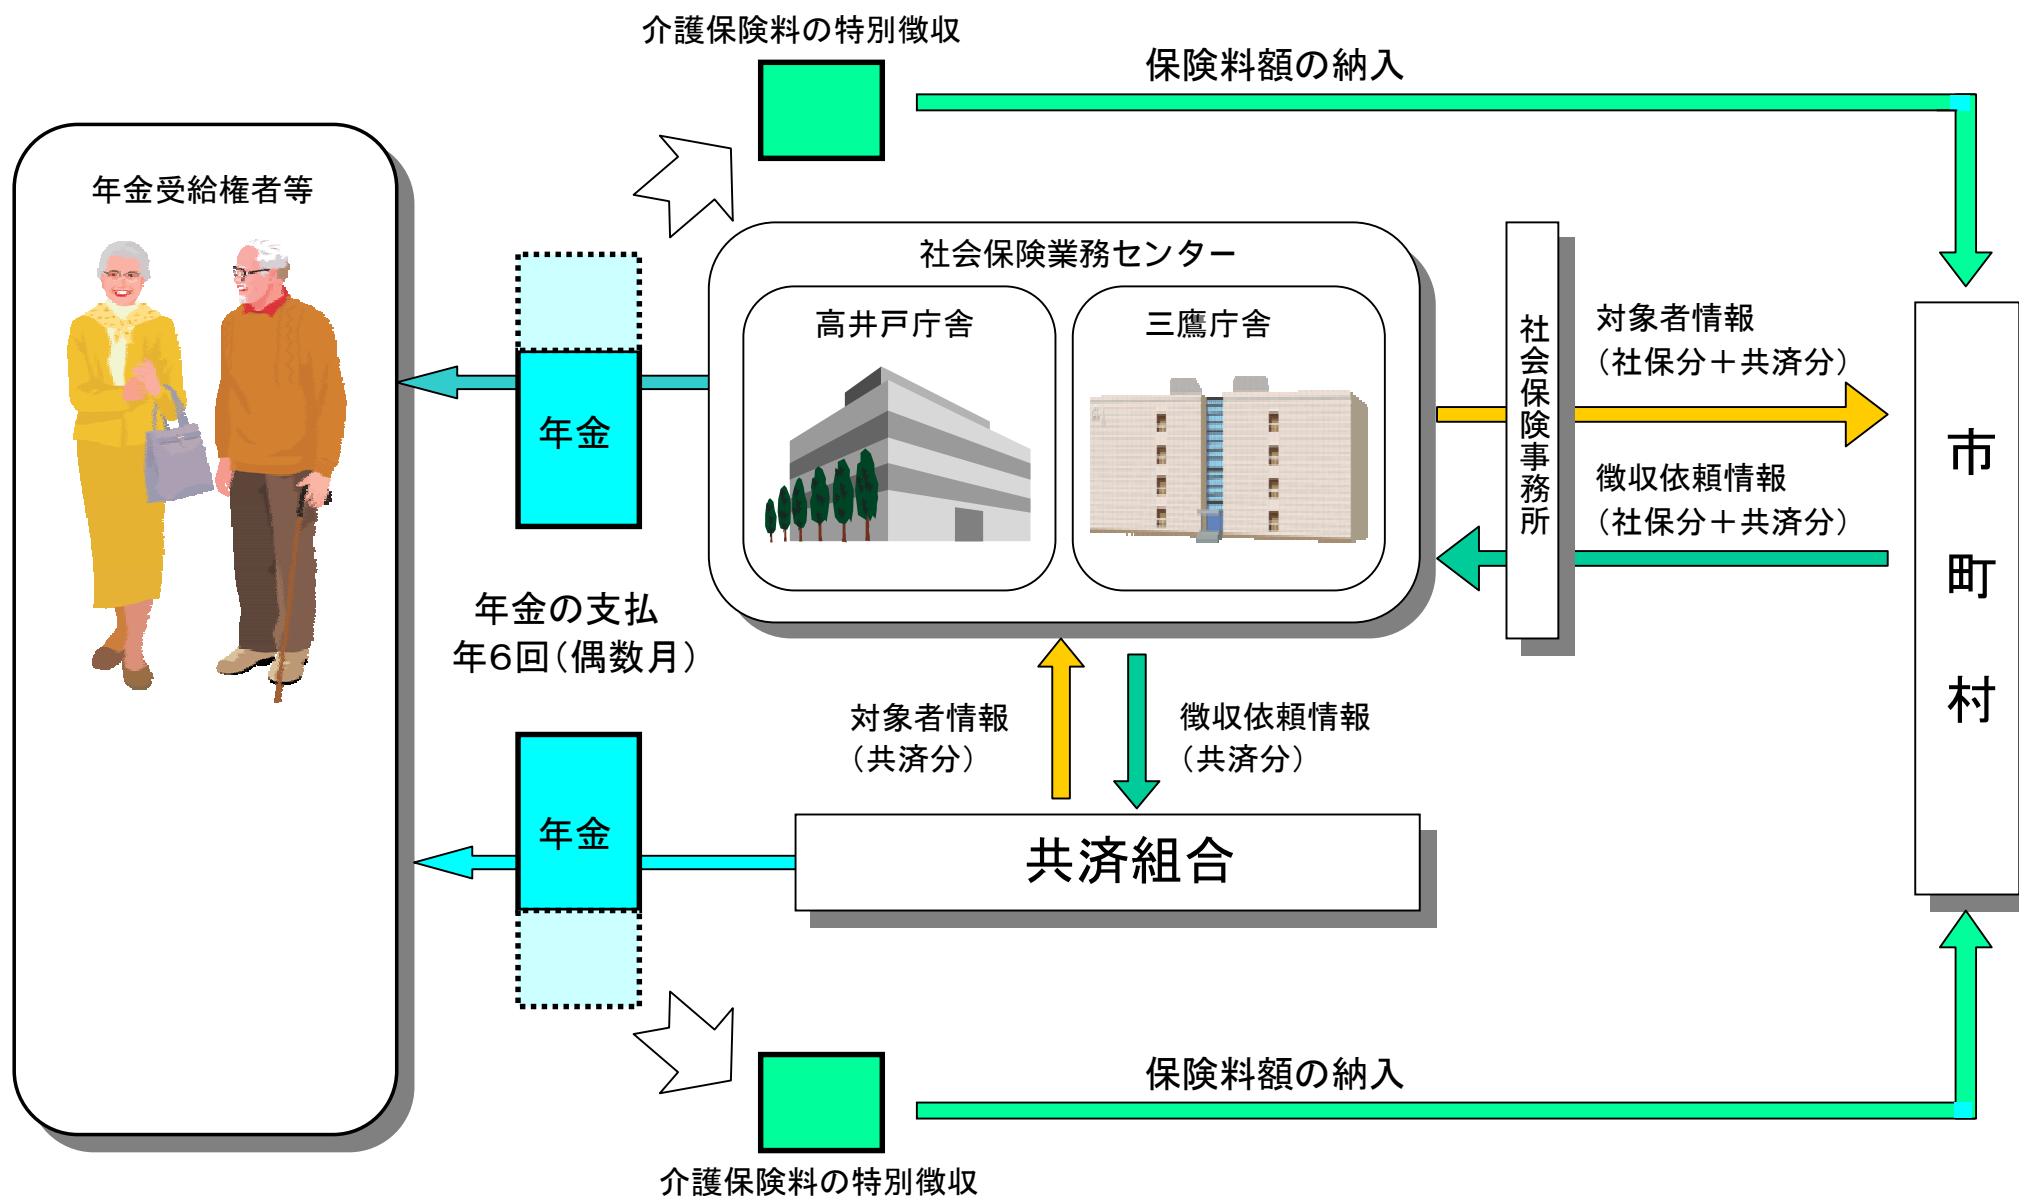 介護保険料の特別徴収
保険料額の納入
年金受給権者等
社会保険業務センター
高井戸庁舎
三鷹庁舎
社会保険事務所
対象者情報
（社保分＋共済分）
徴収依頼情報
（社保分＋共済分）
市町村
年金
年金の支払
年６回（偶数月）
対象者情報
（共済分）
徴収依頼情報
（共済分）
年金
共済組合
保険料額の納入
介護保険料の特別徴収